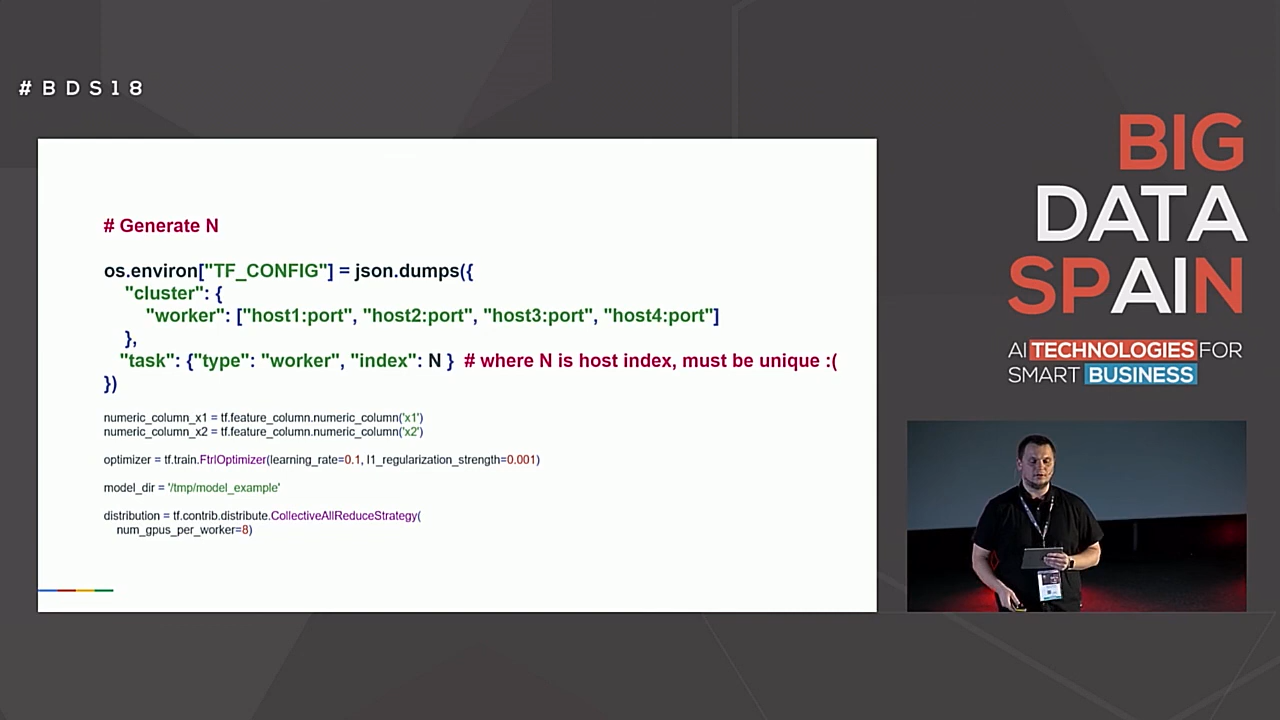 #BDS18
# Generate N
os.environ["TF_CONFIG"] = json.dumps({
"cluster": {
"worker": ["host1:port", "host2:port", "host3:port", "host4:port"]
},
"task": {"type": "worker", "index": N } # where N is host index, must be unique :(
})
numeric_column_x1 = tf.feature_column.numeric_column('x1')
numeric_column_x2 = tf.feature_column.numeric_column('x2')
optimizer = tf.train.FtrlOptimizer(learning_rate=0.1, l1_regularization_strength=0.001)
model_dir = '/tmp/model_example'
distribution = tf.contrib.distribute.CollectiveAllReduceStrategy(
num_gpus_per_worker=8)
BIG
DATA
SPAIN
AI TECHNOLOGIES FOR
SMART BUSINESS